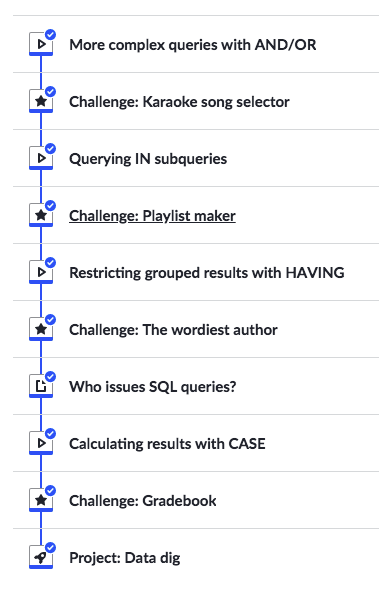 More complex queries with AND/OR
Challenge: Karaoke song selector
Querying IN subqueries
Challenge: Playlist maker
Restricting grouped results with HAVING
Challenge: The wordiest author
Who issues SQL queries?
Calculating results with CASE
Challenge: Gradebook
Project: Data dig